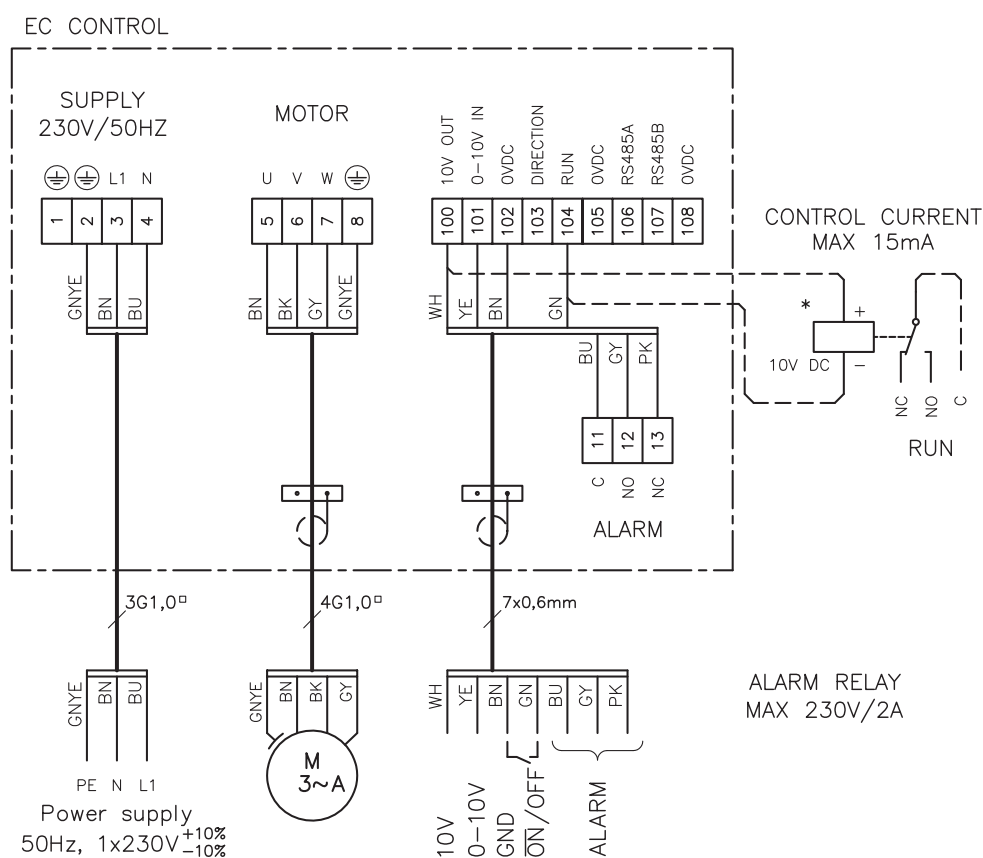 EC CONTROL
SUPPLY
230V/50HZ
MOTOR
10V OUT
0-10V IN
0VDC
DIRECTION
RUN
0VDC
RS485A
RS485B
0VDC
L1 N
U V W
1 2 3 4
5 6 7 8
100 101 102 103 104 105 106 107 108
CONTROL CURRENT
MAX 15mA
GNYE BN BU
BN BK GY GNYE
WH YE BN GN
* +
10V DC -
NC NO C
RUN
BU GY PK
11 12 13
C NO NC
ALARM
3G1,0□
4G1,0□
7x0,6mm
GNYE BN BU
GNYE BN BK GY
WH YE BN GN BU GY PK
ALARM RELAY
MAX 230V/2A
M
3~A
PE N L1
Power supply
50Hz, 1x230V +10% -10%
10V
0-10V
GND
O̅N̅/OFF
ALARM